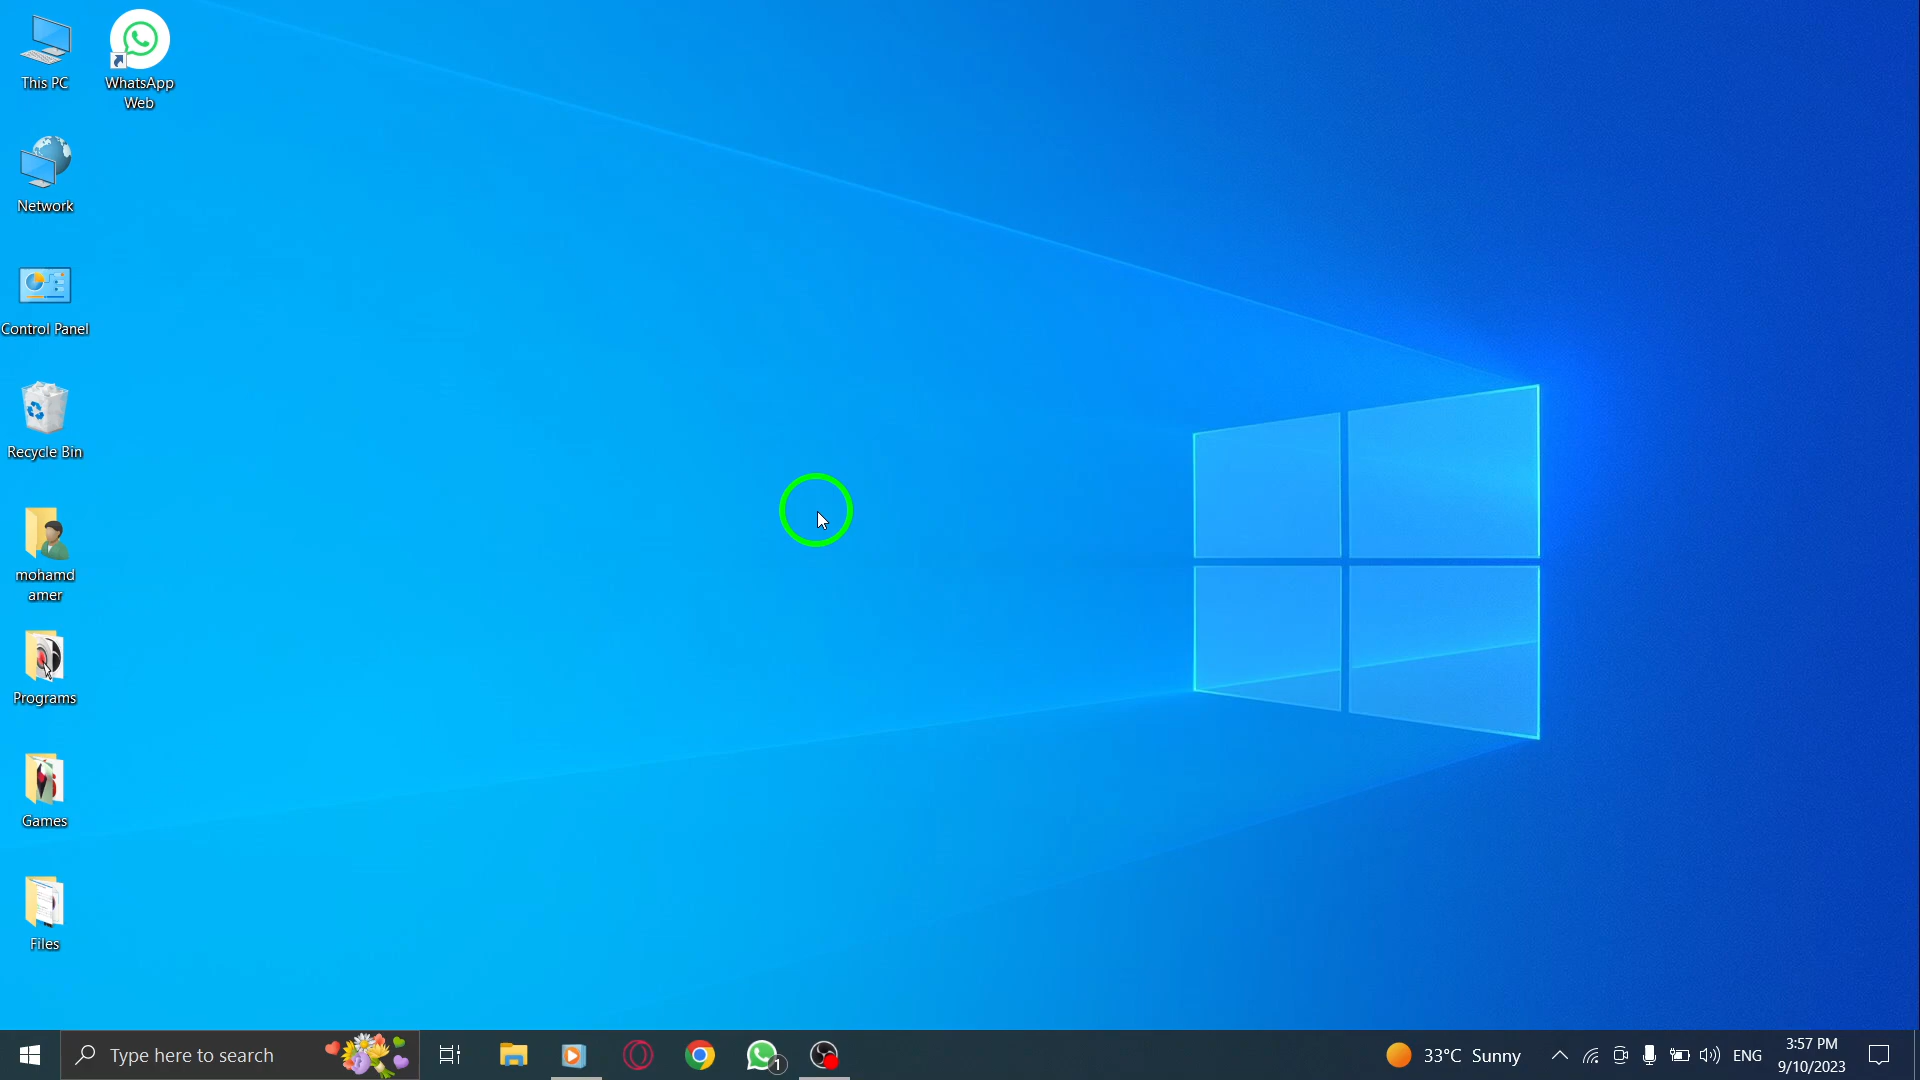 This PC
WhatsApp
Web
Network
Control Panel
Recycle Bin
mohamd
amer
Programs
Games
Files
Type here to search
1
33°C Sunny
ENG
3:57 PM
9/10/2023